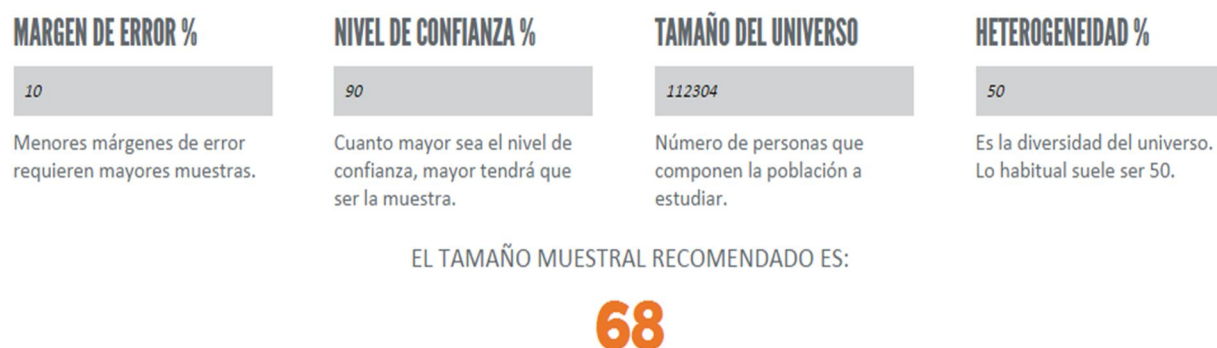 MARGEN DE ERROR %
10
Menores márgenes de error
requieren mayores muestras.
NIVEL DE CONFIANZA %
90
Cuanto mayor sea el nivel de
confianza, mayor tendrá que
ser la muestra.
TAMAÑO DEL UNIVERSO
112304
Número de personas que
componen la población a
estudiar.
HETEROGENEIDAD %
50
Es la diversidad del universo.
Lo habitual suele ser 50.
EL TAMAÑO MUESTRAL RECOMENDADO ES:
68